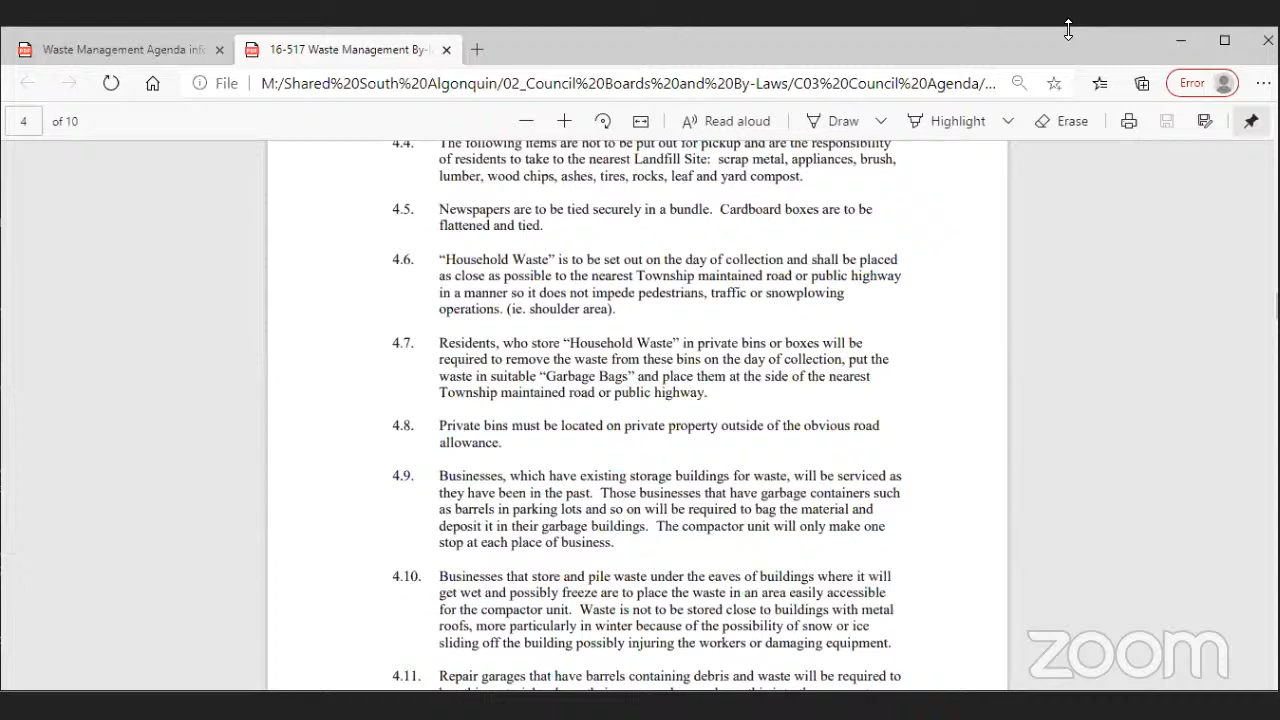 Waste Management Agenda inf
16-517 Waste Management By-
File
M:/Shared%20South%20Algonquin/02_Council%20Boards%20and%20By-Laws/C03%20Council%20Agenda/...
Error
4
of 10
Read aloud
Draw
Highlight
Erase
4.4. The following items are not to be put out for pickup and are the responsibility
of residents to take to the nearest Landfill Site: scrap metal, appliances, brush,
lumber, wood chips, ashes, tires, rocks, leaf and yard compost.
4.5. Newspapers are to be tied securely in a bundle. Cardboard boxes are to be
flattened and tied.
4.6. “Household Waste” is to be set out on the day of collection and shall be placed
as close as possible to the nearest Township maintained road or public highway
in a manner so it does not impede pedestrians, traffic or snowplowing
operations. (ie. shoulder area).
4.7. Residents, who store “Household Waste” in private bins or boxes will be
required to remove the waste from these bins on the day of collection, put the
waste in suitable “Garbage Bags” and place them at the side of the nearest
Township maintained road or public highway.
4.8. Private bins must be located on private property outside of the obvious road
allowance.
4.9. Businesses, which have existing storage buildings for waste, will be serviced as
they have been in the past. Those businesses that have garbage containers such
as barrels in parking lots and so on will be required to bag the material and
deposit it in their garbage buildings. The compactor unit will only make one
stop at each place of business.
4.10. Businesses that store and pile waste under the eaves of buildings where it will
get wet and possibly freeze are to place the waste in an area easily accessible
for the compactor unit. Waste is not to be stored close to buildings with metal
roofs, more particularly in winter because of the possibility of snow or ice
sliding off the building possibly injuring the workers or damaging equipment.
4.11. Repair garages that have barrels containing debris and waste will be required to
zoom